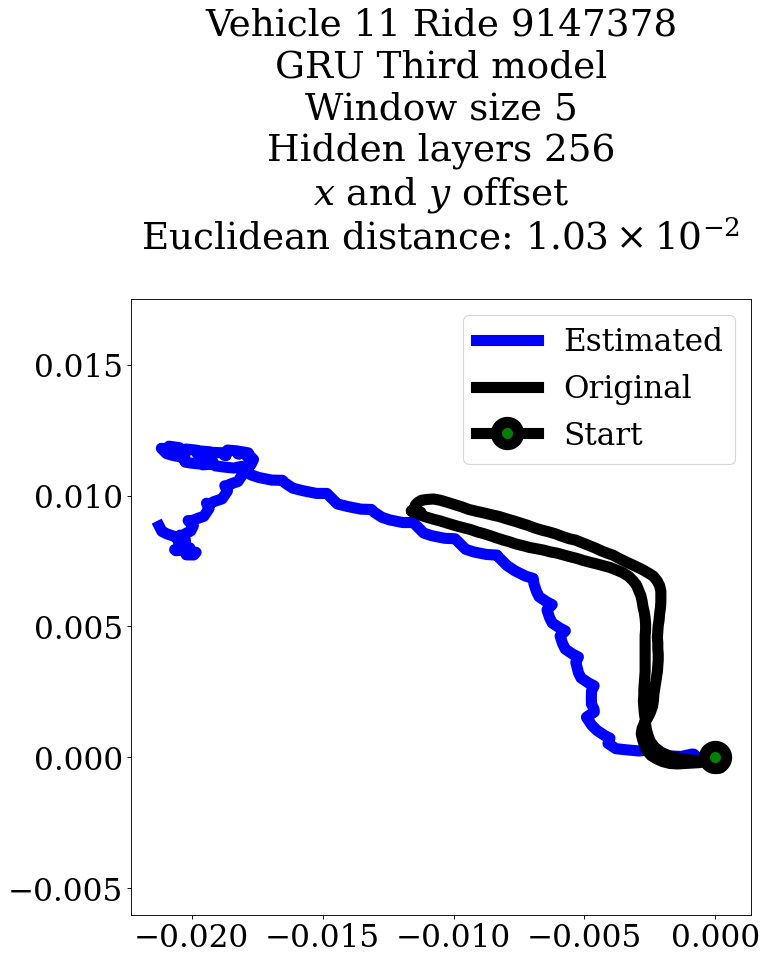 Vehicle 11 Ride 9147378
GRU Third model
Window size 5
Hidden layers 256
x and y offset
Euclidean distance: 1.03 × 10⁻²
Estimated
Original
Start
0.015
0.010
0.005
0.000
−0.005
−0.020 −0.015 −0.010 −0.005 0.000